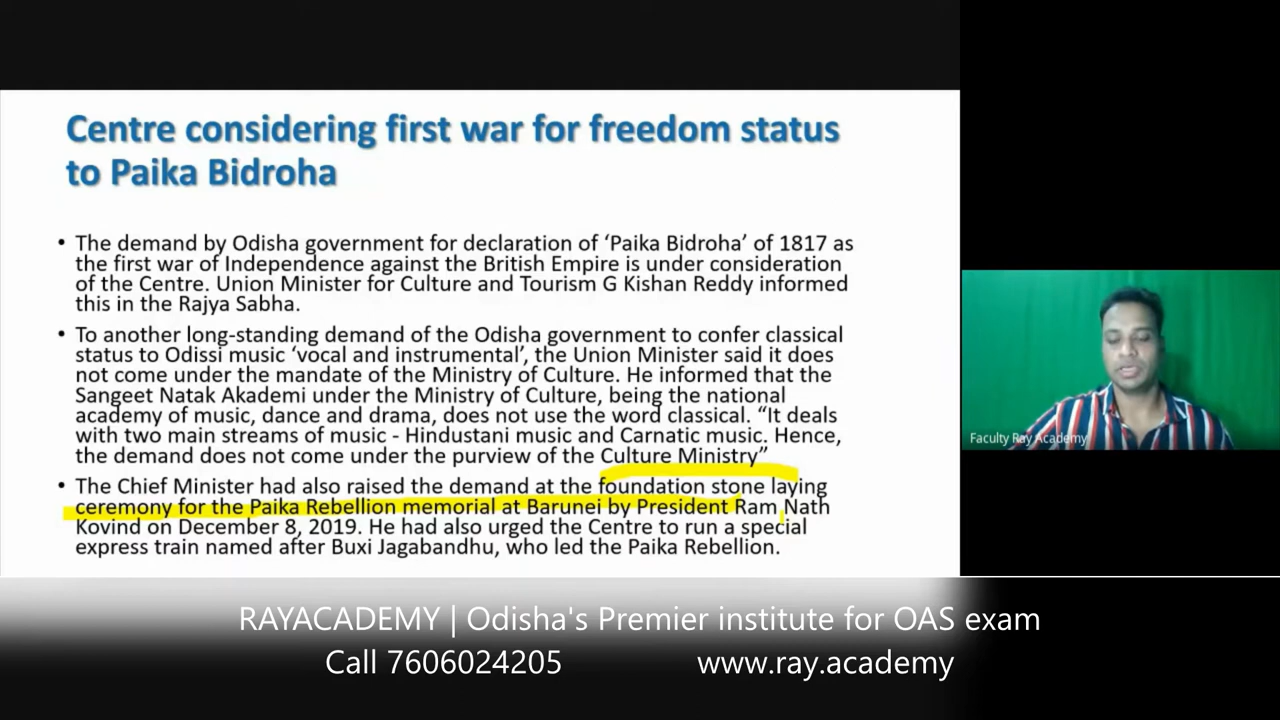 Centre considering first war for freedom status
to Paika Bidroha
• The demand by Odisha government for declaration of ‘Paika Bidroha’ of 1817 as
the first war of Independence against the British Empire is under consideration
of the Centre. Union Minister for Culture and Tourism G Kishan Reddy informed
this in the Rajya Sabha.
• To another long-standing demand of the Odisha government to confer classical
status to Odissi music ‘vocal and instrumental’, the Union Minister said it does
not come under the mandate of the Ministry of Culture. He informed that the
Sangeet Natak Akademi under the Ministry of Culture, being the national
academy of music, dance and drama, does not use the word classical. “It deals
with two main streams of music - Hindustani music and Carnatic music. Hence,
the demand does not come under the purview of the Culture Ministry”
• The Chief Minister had also raised the demand at the foundation stone laying
ceremony for the Paika Rebellion memorial at Barunei by President Ram Nath
Kovind on December 8, 2019. He had also urged the Centre to run a special
express train named after Buxi Jagabandhu, who led the Paika Rebellion.
Faculty Ray Academy
RAYACADEMY | Odisha's Premier institute for OAS exam
Call 7606024205 www.ray.academy